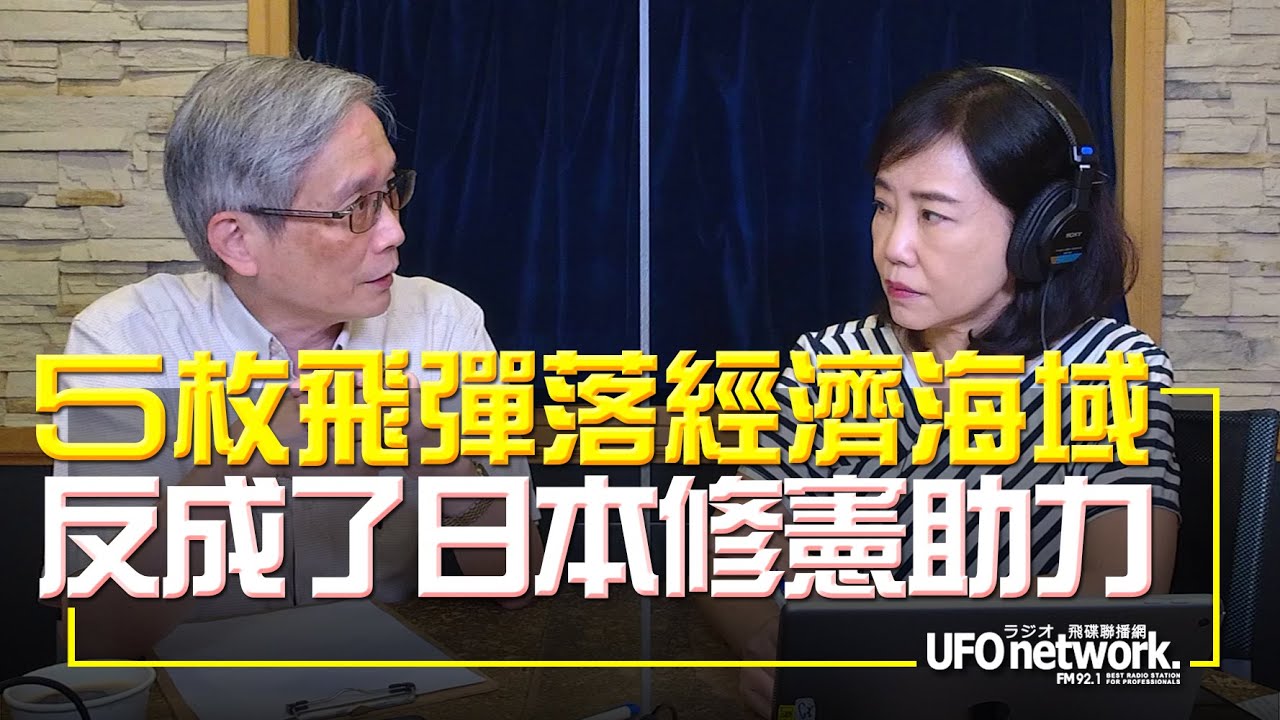 5枚飛彈落經濟海域
反成了日本修憲助力
ラジオ 飛碟聯播網
UFO network.
FM 92.1 BEST RADIO STATION
FOR PROFESSIONALS
SONY